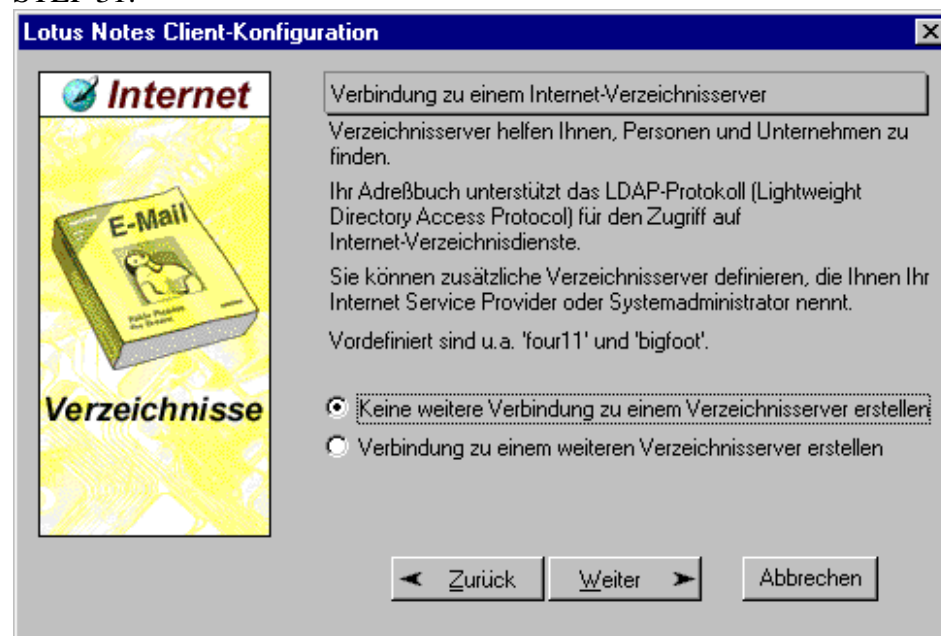 Lotus Notes Client-Konfiguration
Internet
E-Mail
Verzeichnisse
Verbindung zu einem Internet-Verzeichnisserver
Verzeichnisserver helfen Ihnen, Personen und Unternehmen zu
finden.
Ihr Adreßbuch unterstützt das LDAP-Protokoll (Lightweight
Directory Access Protocol) für den Zugriff auf
Internet-Verzeichnisdienste.
Sie können zusätzliche Verzeichnisserver definieren, die Ihnen Ihr
Internet Service Provider oder Systemadministrator nennt.
Vordefiniert sind u.a. 'four11' und 'bigfoot'.
Keine weitere Verbindung zu einem Verzeichnisserver erstellen
Verbindung zu einem weiteren Verzeichnisserver erstellen
Zurück
Weiter
Abbrechen